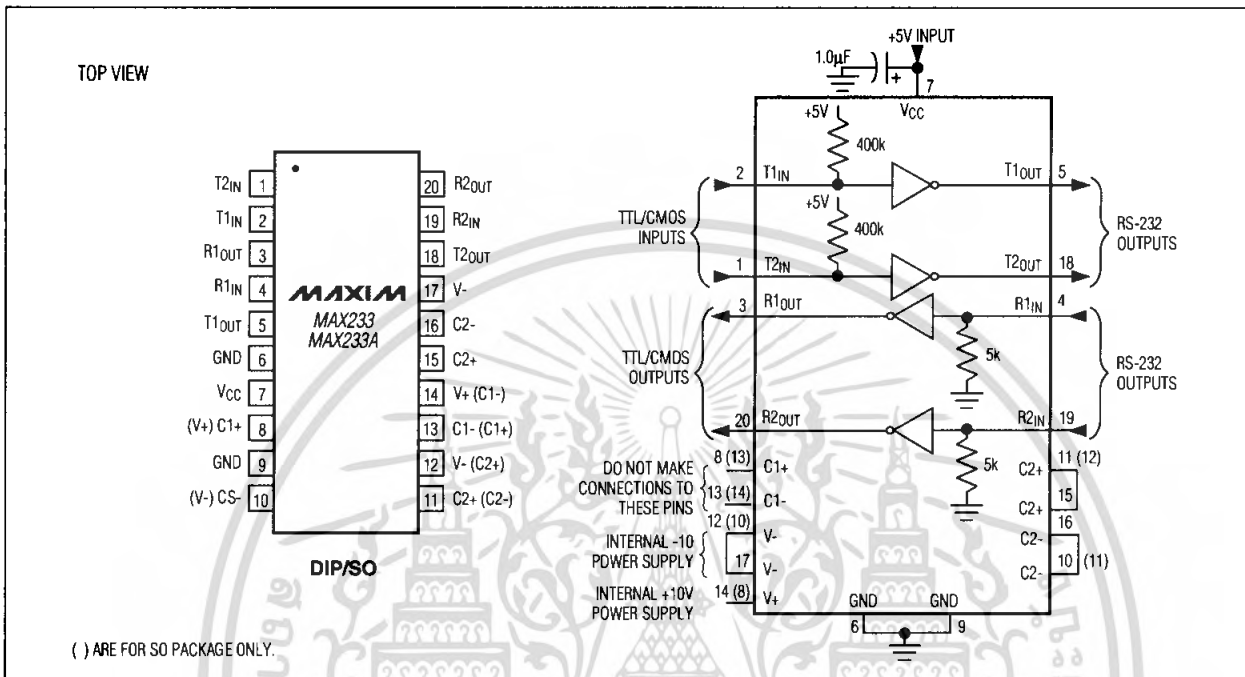 TOP VIEW
T2IN 1
T1IN 2
R1OUT 3
R1IN 4
T1OUT 5
GND 6
VCC 7
(V+) C1+ 8
GND 9
(V-) CS- 10
MAXIM
MAX233
MAX233A
20 R2OUT
19 R2IN
18 T2OUT
17 V-
16 C2-
15 C2+
14 V+ (C1-)
13 C1- (C1+)
12 V- (C2+)
11 C2+ (C2-)
DIP/SO
( ) ARE FOR SO PACKAGE ONLY.
+5V INPUT
1.0µF
+
7
VCC
+5V
400k
2 T1IN
T1OUT 5
+5V
400k
TTL/CMOS
INPUTS
RS-232
OUTPUTS
1 T2IN
T2OUT 18
3 R1OUT
R1IN 4
5k
TTL/CMOS
OUTPUTS
RS-232
OUTPUTS
20 R2OUT
R2IN 19
5k
8 (13) C1+
DO NOT MAKE
CONNECTIONS TO
THESE PINS
13 (14) C1-
12 (10) V-
INTERNAL -10
POWER SUPPLY
17 V-
INTERNAL +10V
POWER SUPPLY
14 (8) V+
C2+ 11 (12)
C2+ 15
C2- 16
C2- 10 (11)
GND GND
6 9